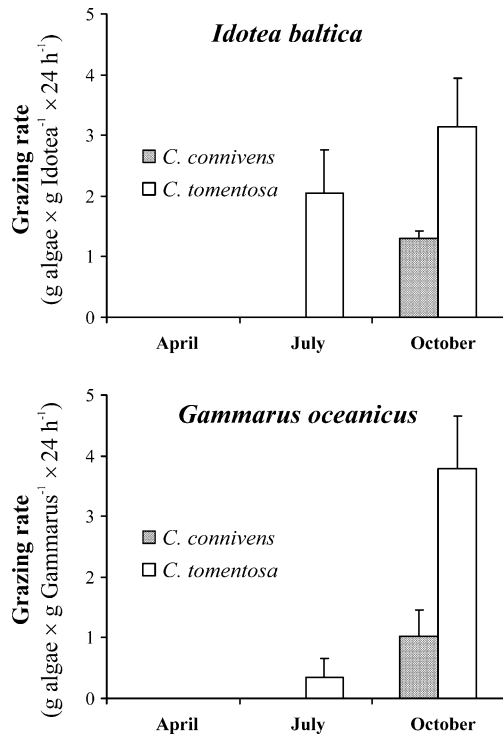 Idotea baltica
Grazing rate
(g algae × g Idotea⁻¹ × 24 h⁻¹)
5
4
3
2
1
0
C. connivens
C. tomentosa
April July October
Gammarus oceanicus
Grazing rate
(g algae × g Gammarus⁻¹ × 24 h⁻¹)
5
4
3
2
1
0
C. connivens
C. tomentosa
April July October